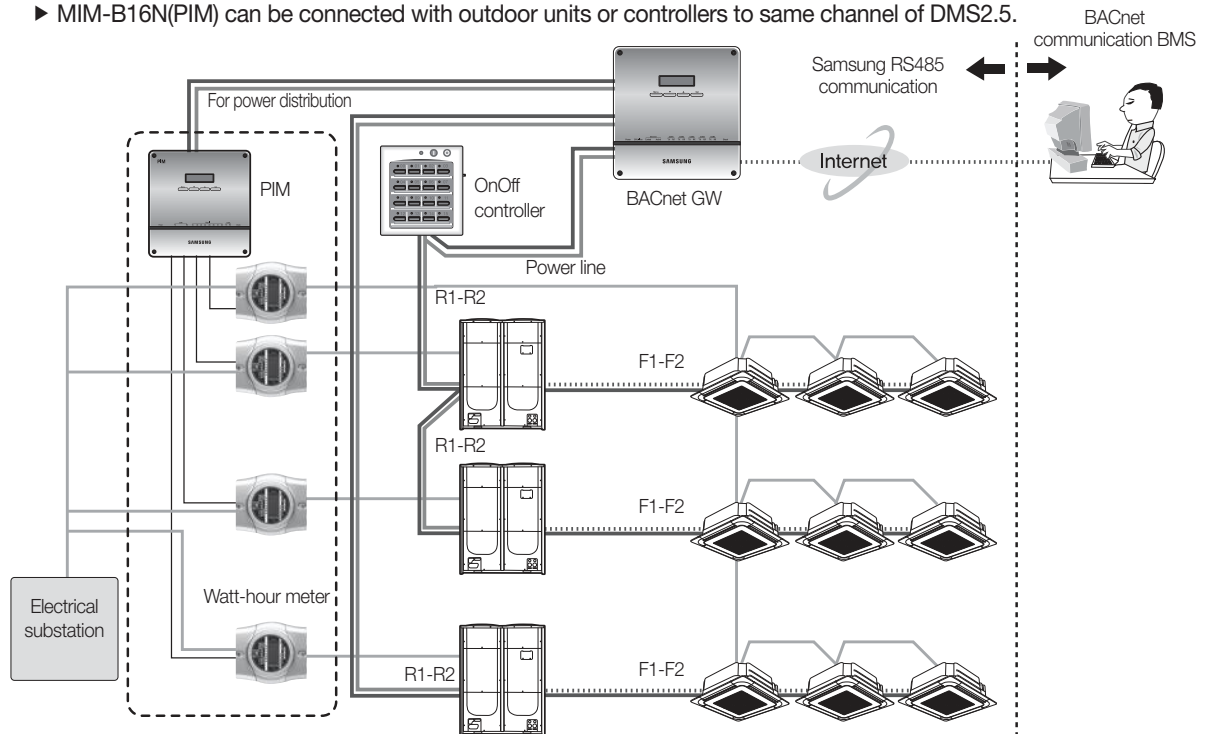 ▶ MIM-B16N(PIM) can be connected with outdoor units or controllers to same channel of DMS2.5.
BACnet
communication BMS
Samsung RS485
communication
For power distribution
PIM
SAMSUNG
OnOff
controller
SAMSUNG
BACnet GW
Internet
Power line
R1-R2
F1-F2
R1-R2
F1-F2
Electrical
substation
Watt-hour meter
R1-R2
F1-F2